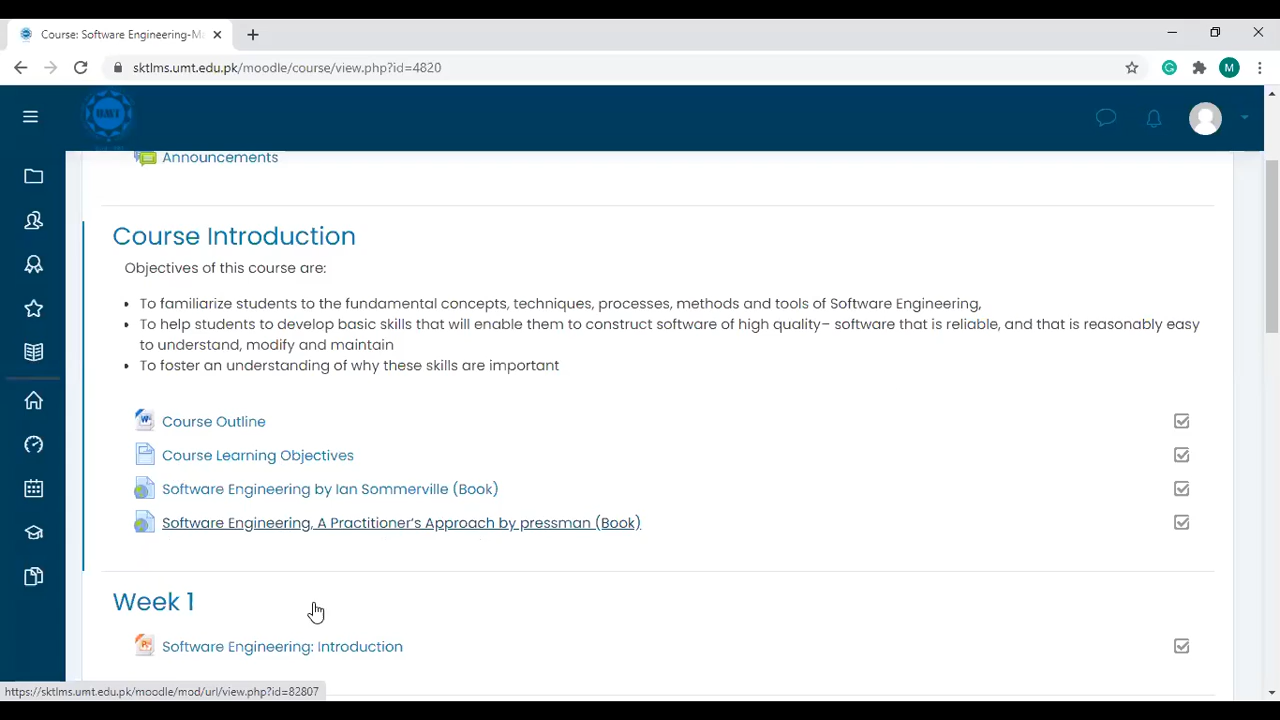 Course: Software Engineering-M
sktlms.umt.edu.pk/moodle/course/view.php?id=4820
M
UMT
Announcements
Course Introduction
Objectives of this course are:
• To familiarize students to the fundamental concepts, techniques, processes, methods and tools of Software Engineering,
• To help students to develop basic skills that will enable them to construct software of high quality– software that is reliable, and that is reasonably easy
to understand, modify and maintain
• To foster an understanding of why these skills are important
Course Outline
Course Learning Objectives
Software Engineering by Ian Sommerville (Book)
Software Engineering, A Practitioner’s Approach by pressman (Book)
Week 1
Software Engineering: Introduction
https://sktlms.umt.edu.pk/moodle/mod/url/view.php?id=82807